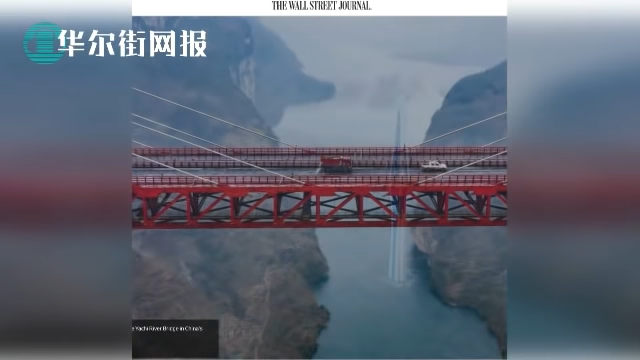 THE WALL STREET JOURNAL.
华尔街网报
e Yachi River Bridge in China's